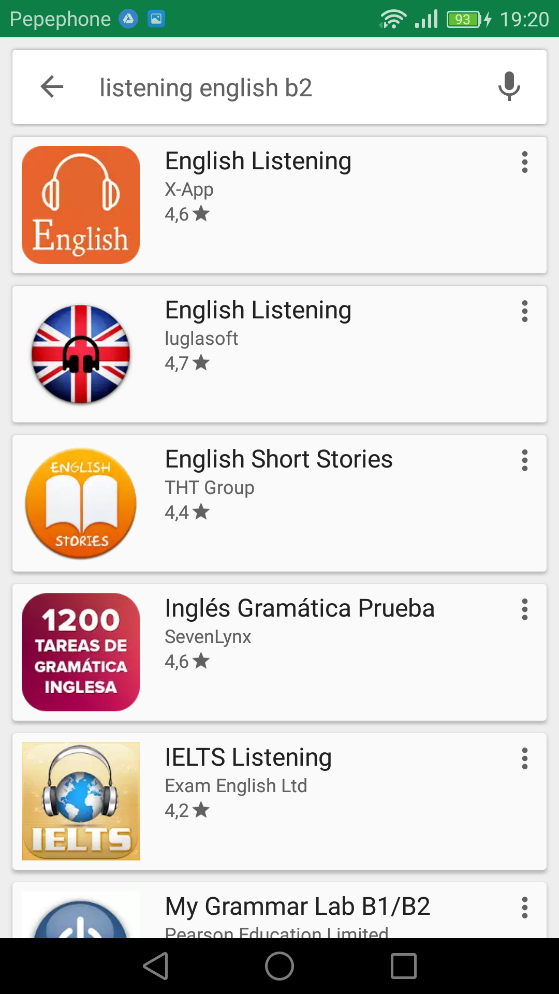 Pepephone 93 19:20
listening english b2
English
English Listening
X-App
4,6
English Listening
luglasoft
4,7
ENGLISH
STORIES
English Short Stories
THT Group
4,4
1200
TAREAS DE
GRAMÁTICA
INGLESA
Inglés Gramática Prueba
SevenLynx
4,6
IELTS
IELTS Listening
Exam English Ltd
4,2
My Grammar Lab B1/B2
Pearson Education Limited